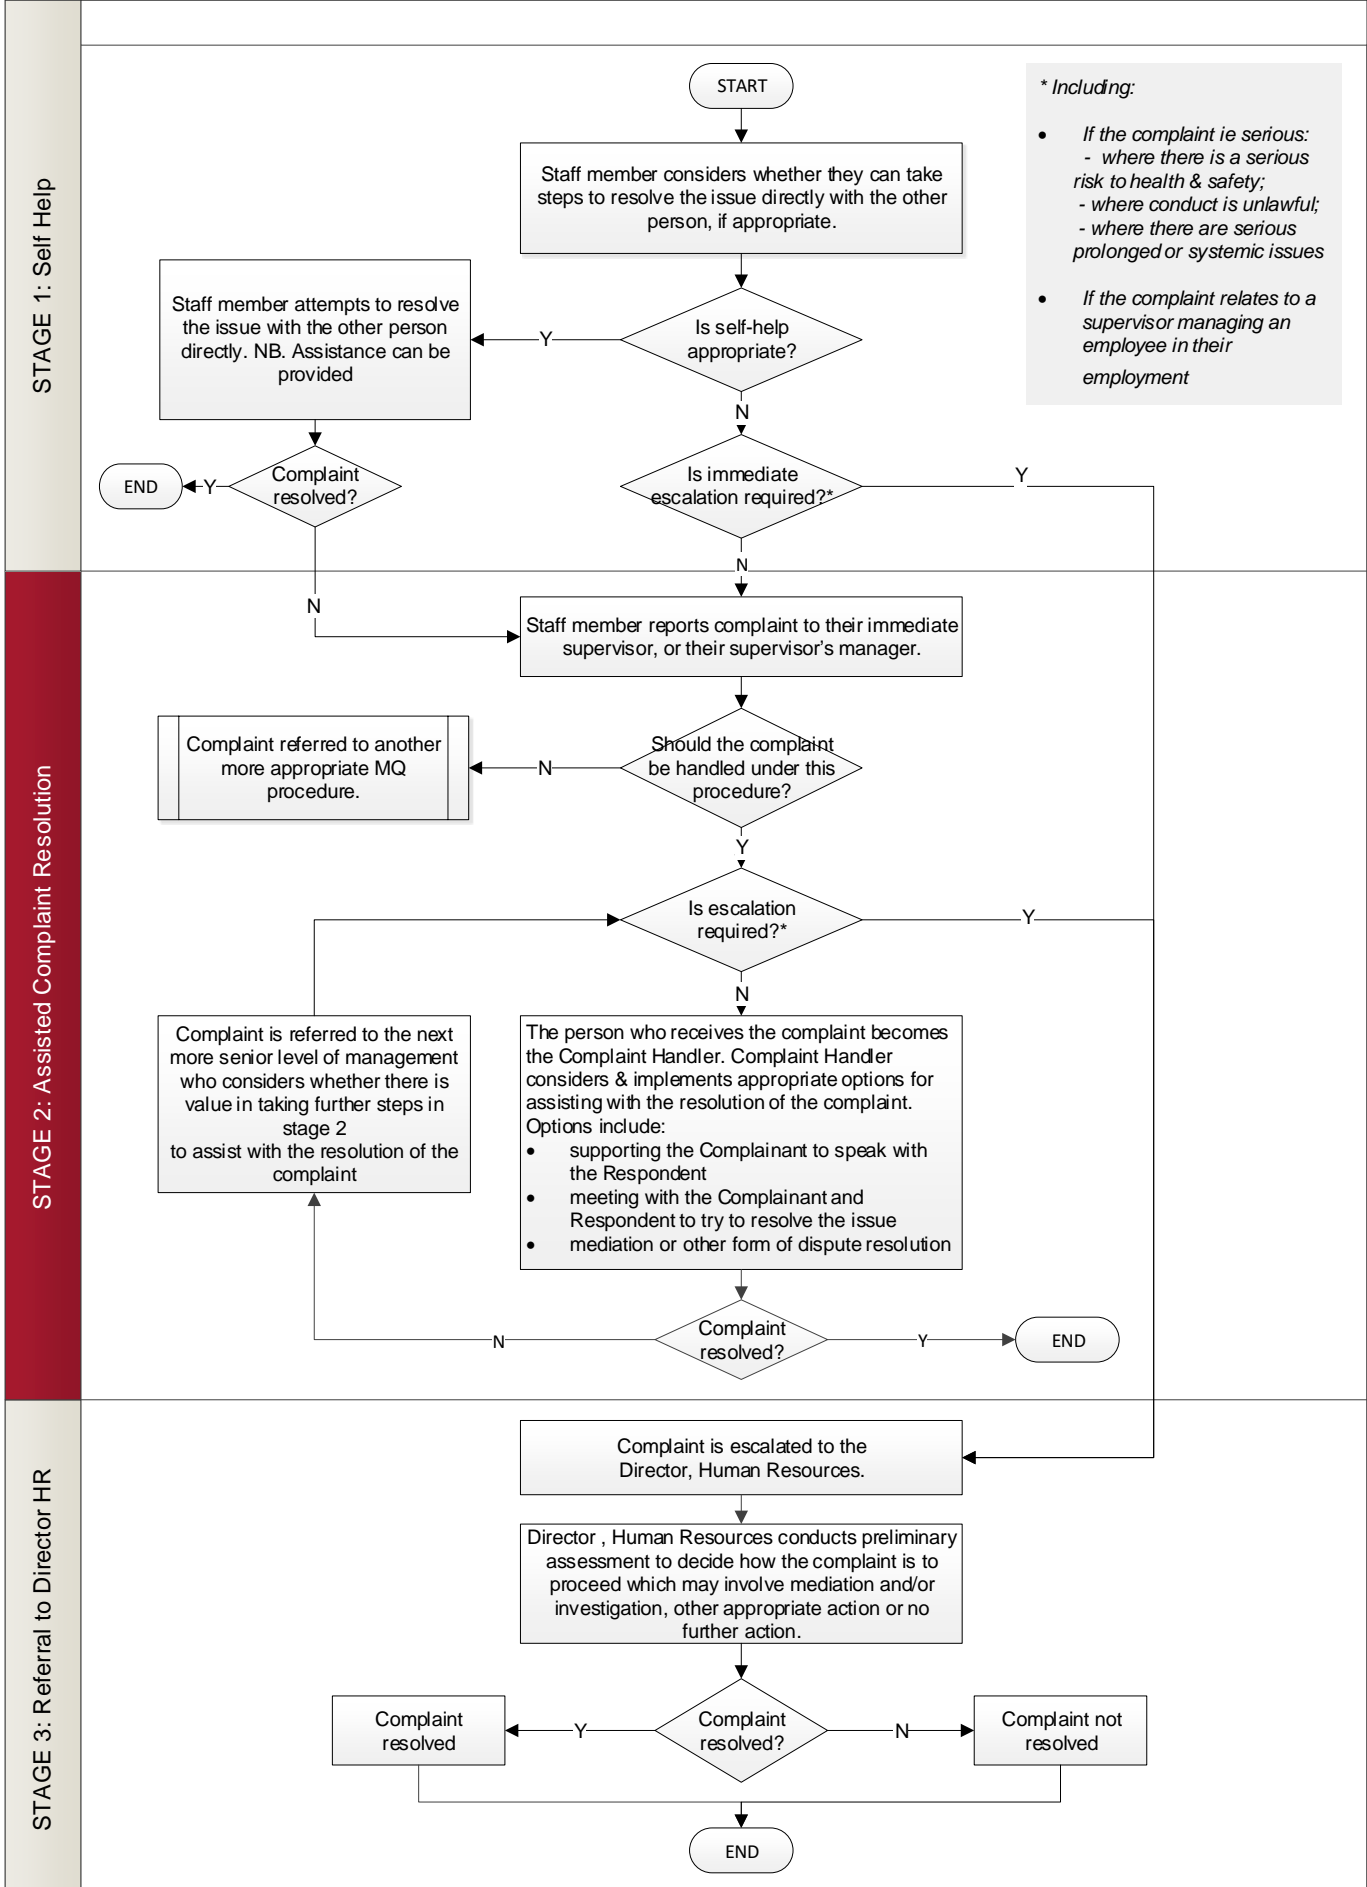 STAGE 1: Self Help
START
* Including:
• If the complaint ie serious:
- where there is a serious
risk to health & safety;
- where conduct is unlawful;
- where there are serious
prolonged or systemic issues
• If the complaint relates to a
supervisor managing an
employee in their
employment
Staff member considers whether they can take
steps to resolve the issue directly with the other
person, if appropriate.
Is self-help
appropriate?
Y
Staff member attempts to resolve
the issue with the other person
directly. NB. Assistance can be
provided
N
Complaint
resolved?
Y
END
Is immediate
escalation required?*
Y
N
N
STAGE 2: Assisted Complaint Resolution
Staff member reports complaint to their immediate
supervisor, or their supervisor's manager.
Should the complaint
be handled under this
procedure?
N
Complaint referred to another
more appropriate MQ
procedure.
Y
Is escalation
required?*
Y
N
Complaint is referred to the next
more senior level of management
who considers whether there is
value in taking further steps in
stage 2
to assist with the resolution of the
complaint
The person who receives the complaint becomes
the Complaint Handler. Complaint Handler
considers & implements appropriate options for
assisting with the resolution of the complaint.
Options include:
• supporting the Complainant to speak with
the Respondent
• meeting with the Complainant and
Respondent to try to resolve the issue
• mediation or other form of dispute resolution
Complaint
resolved?
N
Y
END
STAGE 3: Referral to Director HR
Complaint is escalated to the
Director, Human Resources.
Director , Human Resources conducts preliminary
assessment to decide how the complaint is to
proceed which may involve mediation and/or
investigation, other appropriate action or no
further action.
Complaint
resolved?
Y
Complaint
resolved
N
Complaint not
resolved
END